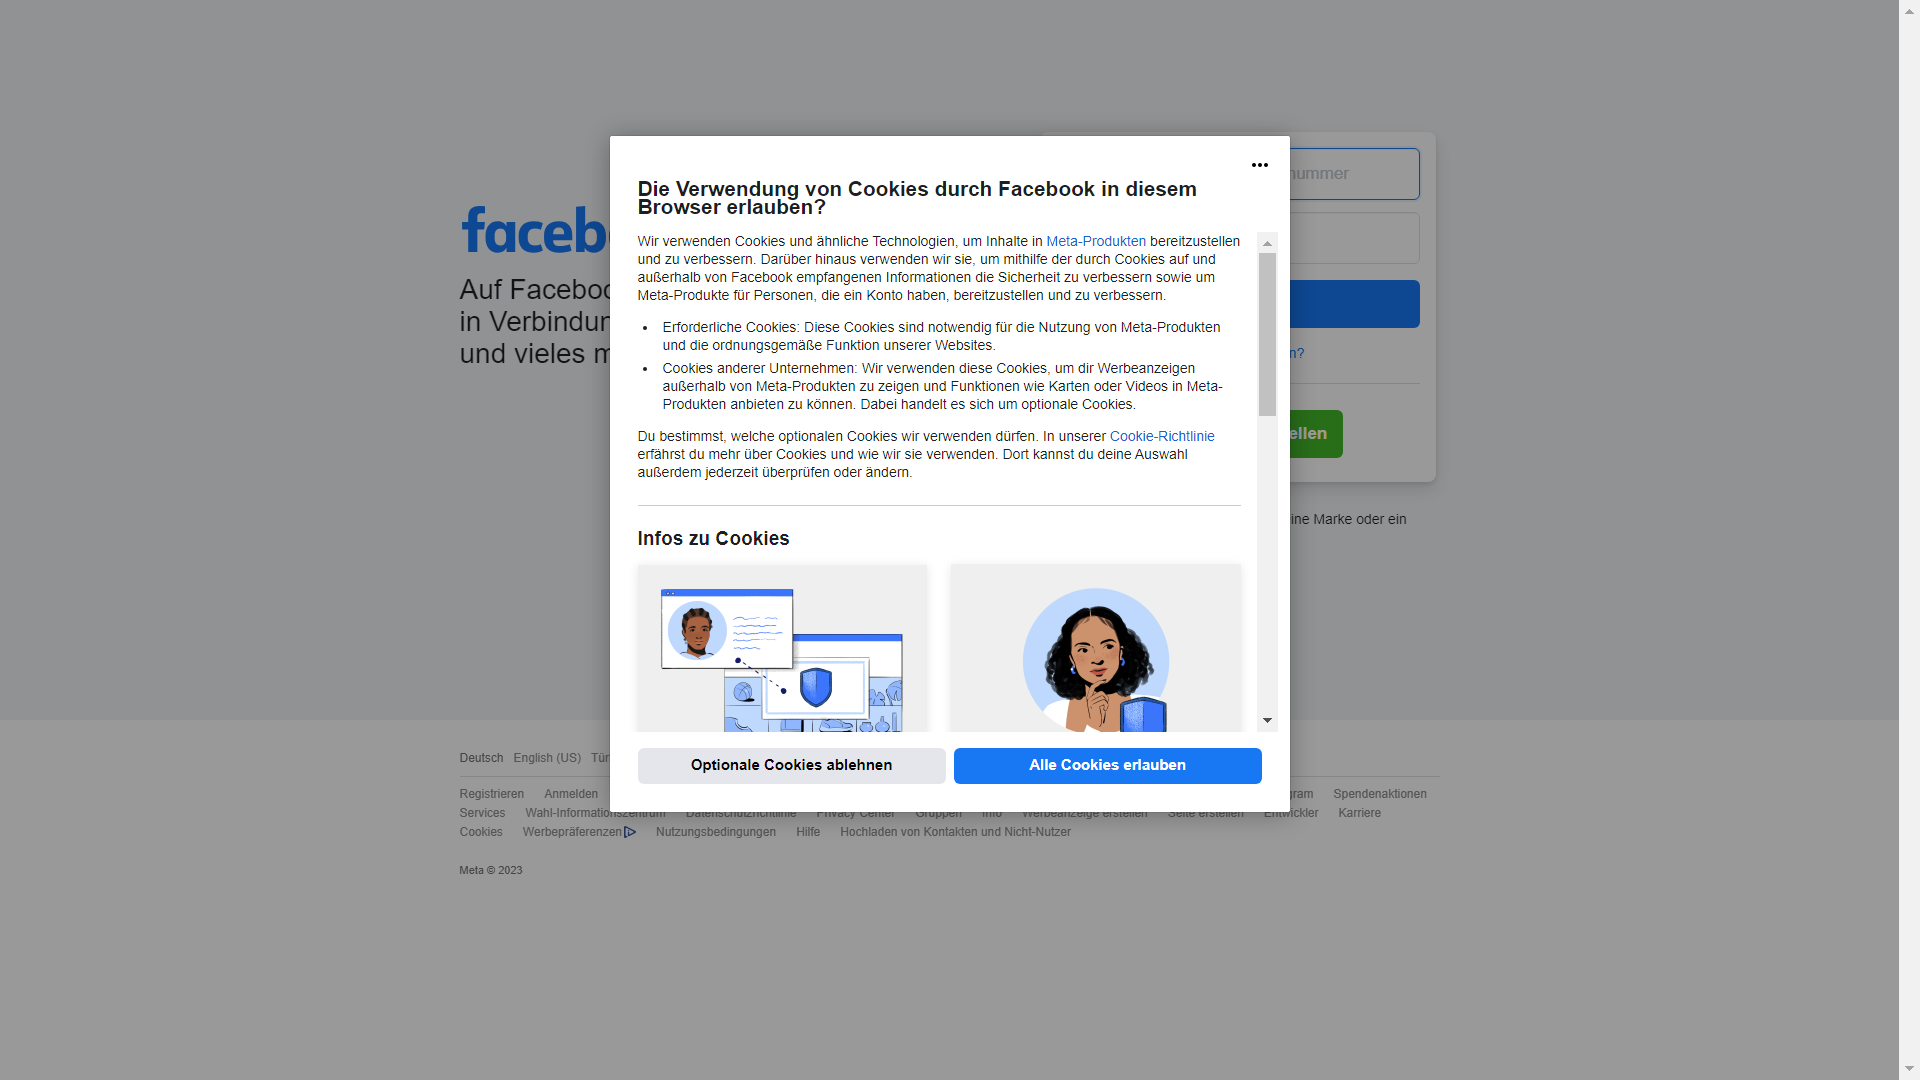 Die Verwendung von Cookies durch Facebook in diesem
Browser erlauben?
Wir verwenden Cookies und ähnliche Technologien, um Inhalte in Meta-Produkten bereitzustellen
und zu verbessern. Darüber hinaus verwenden wir sie, um mithilfe der durch Cookies auf und
außerhalb von Facebook empfangenen Informationen die Sicherheit zu verbessern sowie um
Meta-Produkte für Personen, die ein Konto haben, bereitzustellen und zu verbessern.
• Erforderliche Cookies: Diese Cookies sind notwendig für die Nutzung von Meta-Produkten
und die ordnungsgemäße Funktion unserer Websites.
• Cookies anderer Unternehmen: Wir verwenden diese Cookies, um dir Werbeanzeigen
außerhalb von Meta-Produkten zu zeigen und Funktionen wie Karten oder Videos in Meta-
Produkten anbieten zu können. Dabei handelt es sich um optionale Cookies.
Du bestimmst, welche optionalen Cookies wir verwenden dürfen. In unserer Cookie-Richtlinie
erfährst du mehr über Cookies und wie wir sie verwenden. Dort kannst du deine Auswahl
außerdem jederzeit überprüfen oder ändern.
Infos zu Cookies
Optionale Cookies ablehnen
Alle Cookies erlauben
Auf
in
und vieles
nummer
Marke oder ein
Deutsch English (US)
Registrieren Anmelden Spendenaktionen
Services Wahl-Informationszentrum Datenschutzrichtlinie Privacy Center Gruppen Info Werbeanzeige erstellen Seite erstellen Entwickler Karriere
Cookies Werbepräferenzen Nutzungsbedingungen Hilfe Hochladen von Kontakten und Nicht-Nutzer
Meta © 2023